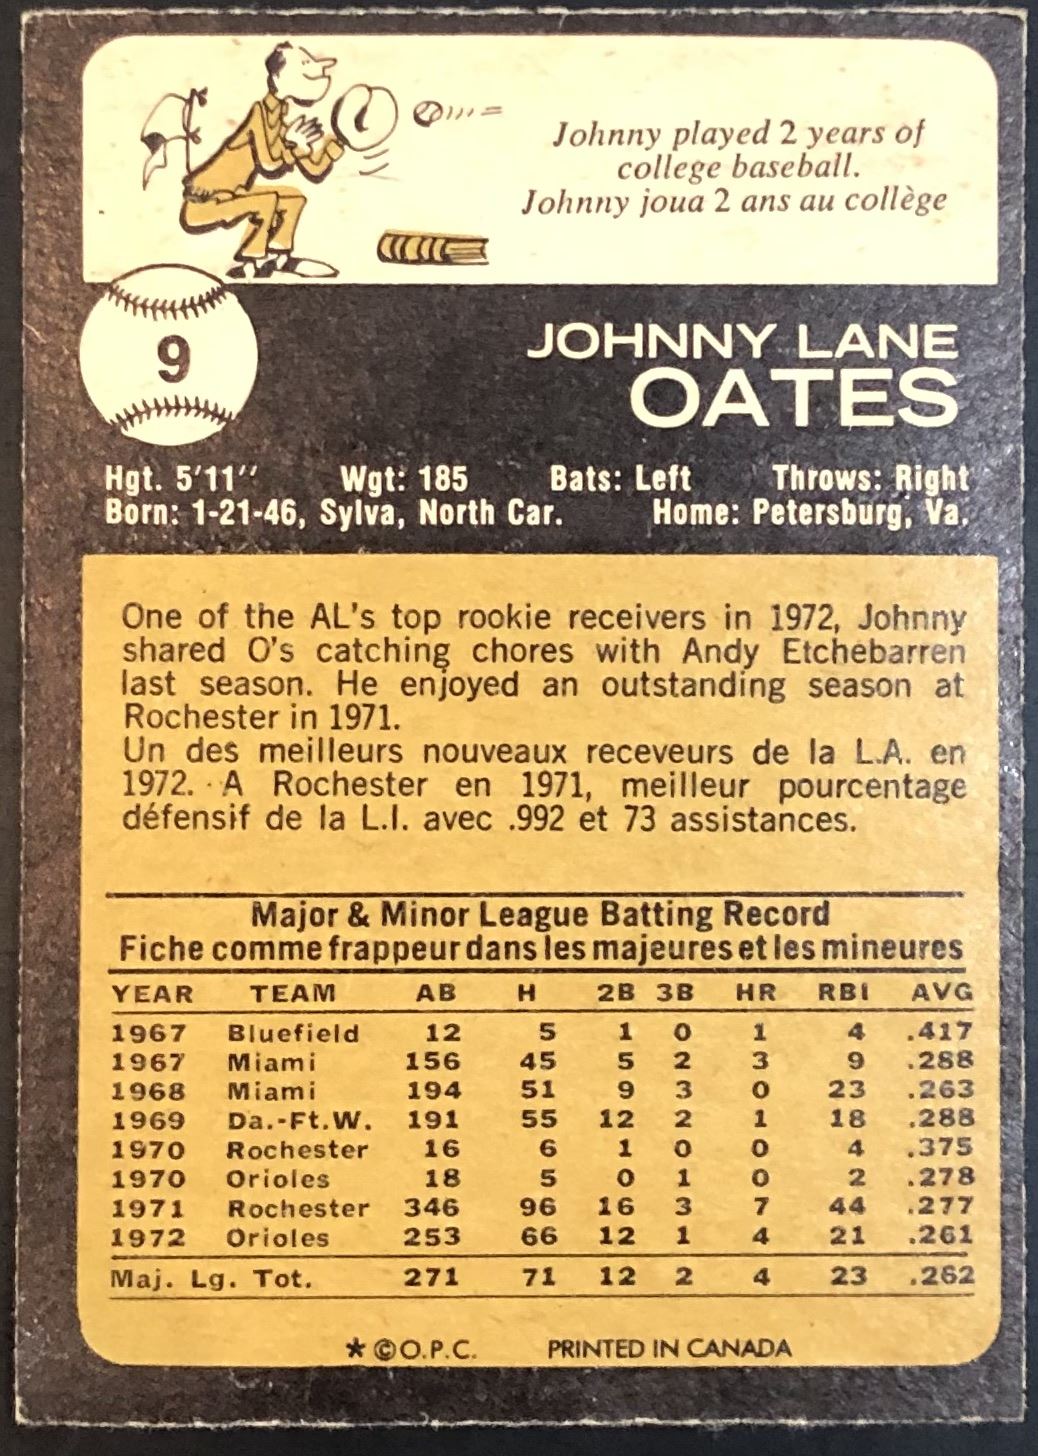 Johnny played 2 years of
college baseball.
Johnny joua 2 ans au collège
9
JOHNNY LANE
OATES
Hgt. 5'11" Wgt: 185 Bats: Left Throws: Right
Born: 1-21-46, Sylva, North Car. Home: Petersburg, Va.
One of the AL's top rookie receivers in 1972, Johnny
shared O's catching chores with Andy Etchebarren
last season. He enjoyed an outstanding season at
Rochester in 1971.
Un des meilleurs nouveaux receveurs de la L.A. en
1972. A Rochester en 1971, meilleur pourcentage
défensif de la L.I. avec .992 et 73 assistances.
Major & Minor League Batting Record
Fiche comme frappeur dans les majeures et les mineures
YEAR TEAM AB H 2B 3B HR RBI AVG
1967 Bluefield 12 5 1 0 1 4 .417
1967 Miami 156 45 5 2 3 9 .288
1968 Miami 194 51 9 3 0 23 .263
1969 Da.-Ft.W. 191 55 12 2 1 18 .288
1970 Rochester 16 6 1 0 0 4 .375
1970 Orioles 18 5 0 1 0 2 .278
1971 Rochester 346 96 16 3 7 44 .277
1972 Orioles 253 66 12 1 4 21 .261
Maj. Lg. Tot. 271 71 12 2 4 23 .262
★ ©O.P.C. PRINTED IN CANADA